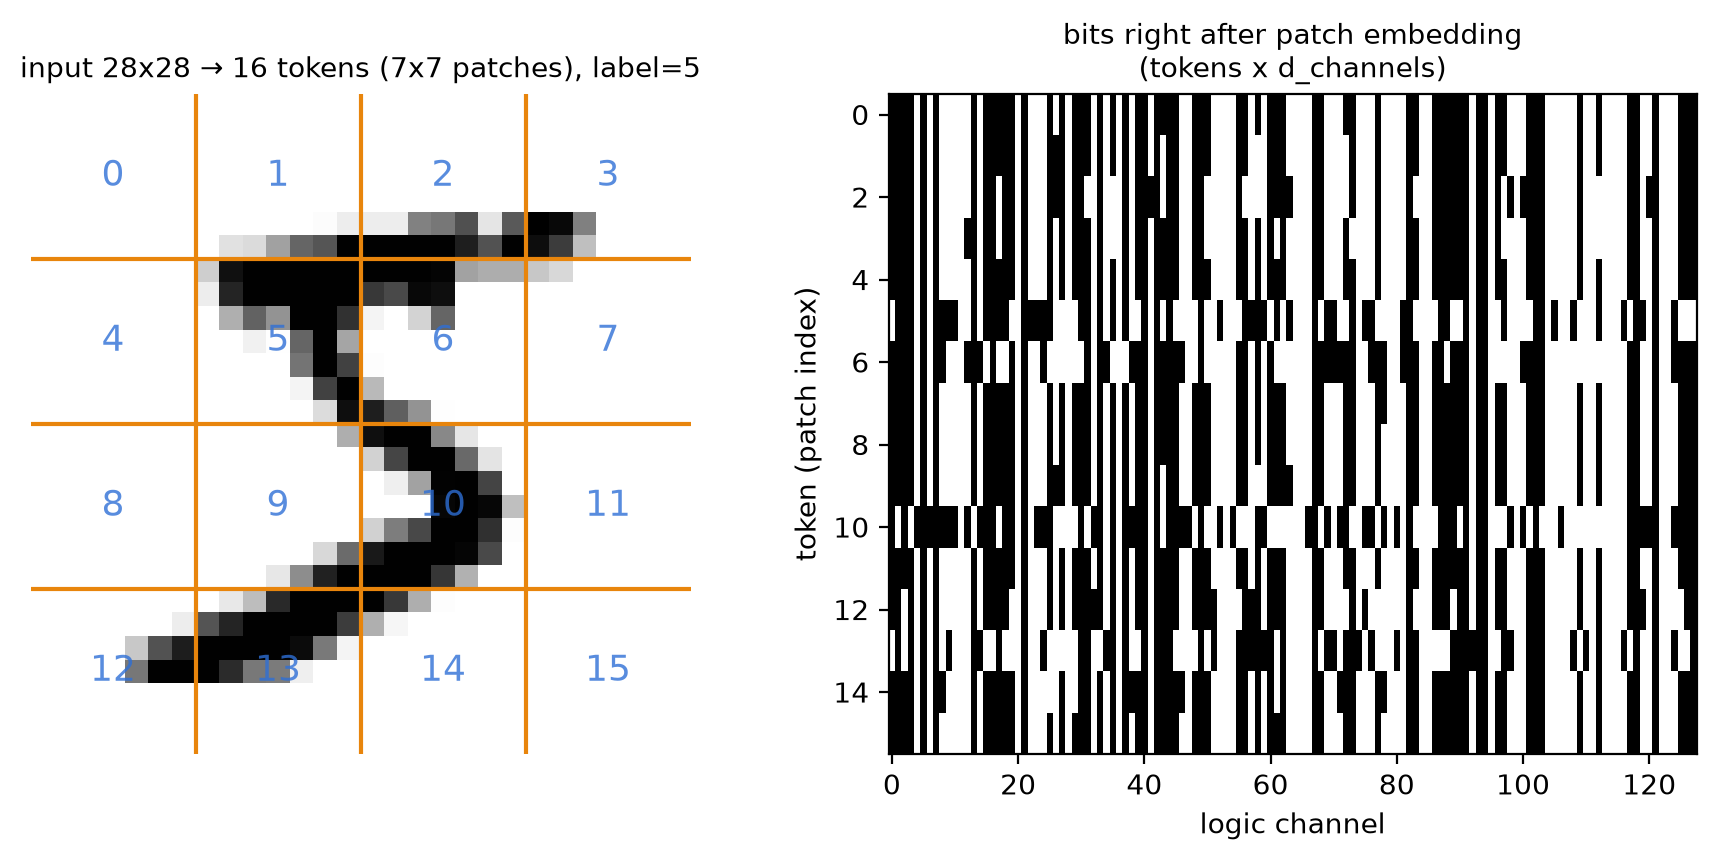 input 28x28 → 16 tokens (7x7 patches), label=5
0 1 2 3
4 5 6 7
8 9 10 11
12 13 14 15
bits right after patch embedding
(tokens x d_channels)
token (patch index)
0
2
4
6
8
10
12
14
0 20 40 60 80 100 120
logic channel